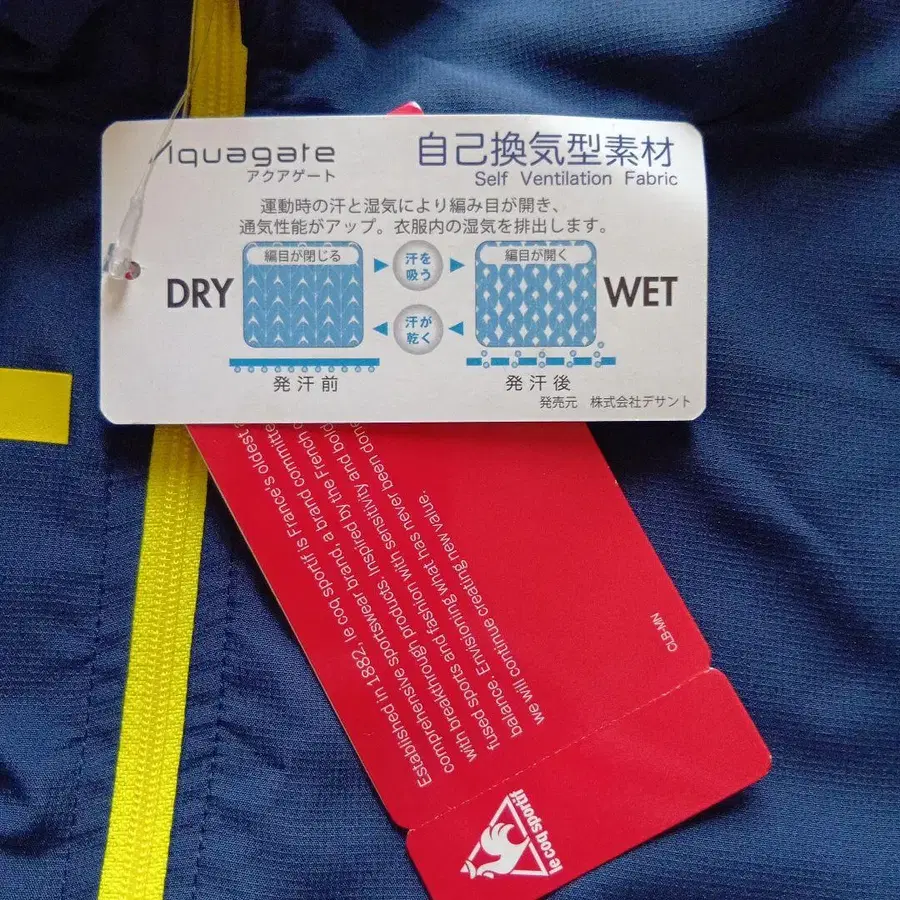 Aquagate
アクアゲート
自己換気型素材
Self Ventilation Fabric
運動時の汗と湿気により編み目が開き、
通気性能がアップ。衣服内の湿気を排出します。
DRY
編目が閉じる
汗を
吸う
編目が開く
WET
汗が
乾く
発汗前
発汗後
発売元 株式会社デサント
Established in 1882, le coq sportif is France's oldest
comprehensive sportswear brand, a brand committe
with breakthrough products. Inspired by the French
fused sports and fashion with sensitivity and bold
balance. Envisioning what has never been done
we will continue creating new value.
CLB-MN
le coq sportif